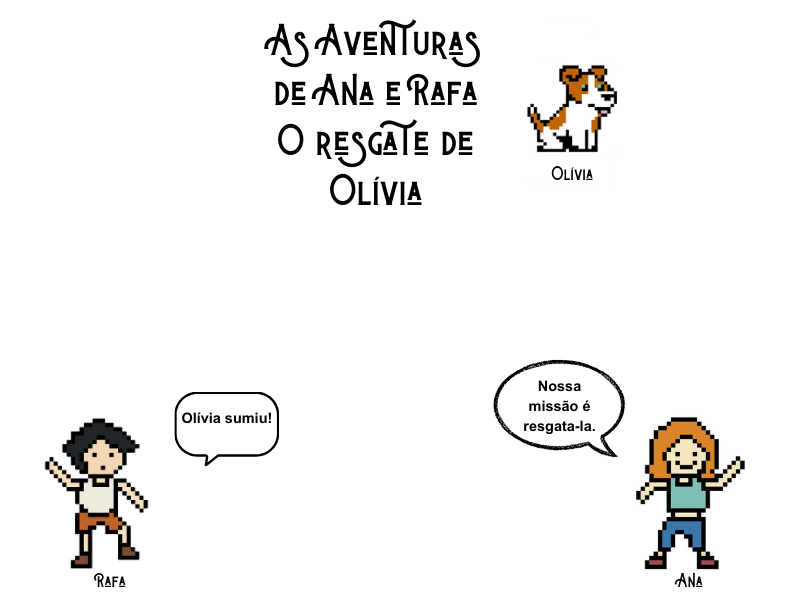 As Aventuras
de Ana e Rafa
O resgate de
Olívia
Olívia
Olívia sumiu!
Nossa
missão é
resgata-la.
Rafa
Ana